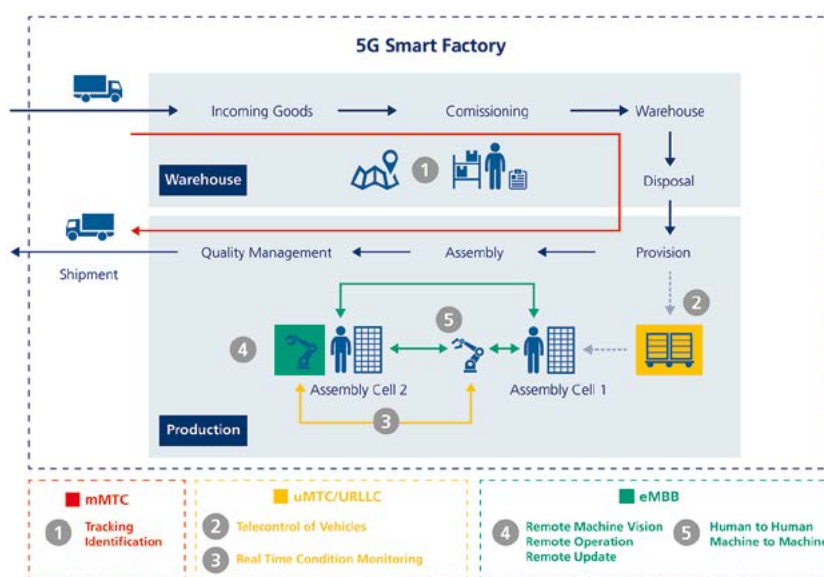 5G Smart Factory
Incoming Goods
Comissioning
Warehouse
1
Warehouse
Disposal
Shipment
Quality Management
Assembly
Provision
2
5
4
Assembly Cell 2
Assembly Cell 1
3
Production
mMTC
1
Tracking
Identification
uMTC/URLLC
2 Telecontrol of Vehicles
3 Real Time Condition Monitoring
eMBB
4
Remote Machine Vision
Remote Operation
Remote Update
5
Human to Human
Machine to Machine